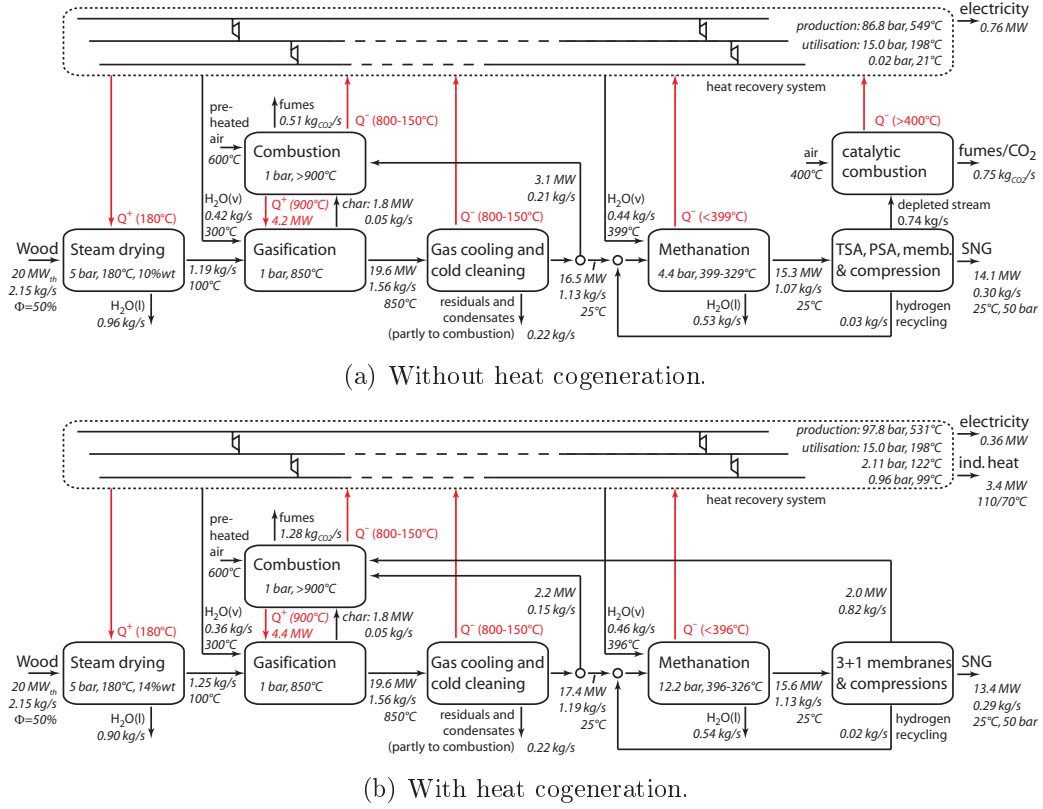 electricity
0.76 MW
production: 86.8 bar, 549°C
utilisation: 15.0 bar, 198°C
0.02 bar, 21°C
heat recovery system
fumes
0.51 kg_CO2/s
pre-
heated
air
600°C
Q⁻ (800-150°C)
Q⁻ (>400°C)
Combustion
1 bar, >900°C
catalytic
combustion
air
400°C
fumes/CO₂
0.75 kg_CO2/s
3.1 MW
0.21 kg/s
H₂O(v)
0.42 kg/s
300°C
Q⁺ (900°C)
4.2 MW
char: 1.8 MW
0.05 kg/s
H₂O(v)
0.44 kg/s
399°C
depleted stream
0.74 kg/s
Q⁺ (180°C)
Q⁻ (800-150°C)
Q⁻ (<399°C)
Wood
20 MW_th
2.15 kg/s
Φ=50%
Steam drying
5 bar, 180°C, 10%wt
1.19 kg/s
100°C
Gasification
1 bar, 850°C
19.6 MW
1.56 kg/s
850°C
Gas cooling and
cold cleaning
16.5 MW
1.13 kg/s
25°C
Methanation
4.4 bar, 399-329°C
15.3 MW
1.07 kg/s
25°C
TSA, PSA, memb.
& compression
SNG
14.1 MW
0.30 kg/s
25°C, 50 bar
H₂O(l)
0.96 kg/s
residuals and
condensates
(partly to combustion)
0.22 kg/s
H₂O(l)
0.53 kg/s
0.03 kg/s
hydrogen
recycling
(a) Without heat cogeneration.
electricity
0.36 MW
production: 97.8 bar, 531°C
utilisation: 15.0 bar, 198°C
2.11 bar, 122°C
0.96 bar, 99°C
ind. heat
3.4 MW
110/70°C
heat recovery system
fumes
1.28 kg_CO2/s
pre-
heated
air
600°C
Q⁻ (800-150°C)
Combustion
1 bar, >900°C
2.2 MW
0.15 kg/s
2.0 MW
0.82 kg/s
H₂O(v)
0.36 kg/s
300°C
Q⁺ (900°C)
4.4 MW
char: 1.8 MW
0.05 kg/s
H₂O(v)
0.46 kg/s
396°C
Q⁺ (180°C)
Q⁻ (800-150°C)
Q⁻ (<396°C)
Wood
20 MW_th
2.15 kg/s
Φ=50%
Steam drying
5 bar, 180°C, 14%wt
1.25 kg/s
100°C
Gasification
1 bar, 850°C
19.6 MW
1.56 kg/s
850°C
Gas cooling and
cold cleaning
17.4 MW
1.19 kg/s
25°C
Methanation
12.2 bar, 396-326°C
15.6 MW
1.13 kg/s
25°C
3+1 membranes
& compressions
SNG
13.4 MW
0.29 kg/s
25°C, 50 bar
H₂O(l)
0.90 kg/s
residuals and
condensates
(partly to combustion)
0.22 kg/s
H₂O(l)
0.54 kg/s
0.02 kg/s
hydrogen
recycling
(b) With heat cogeneration.